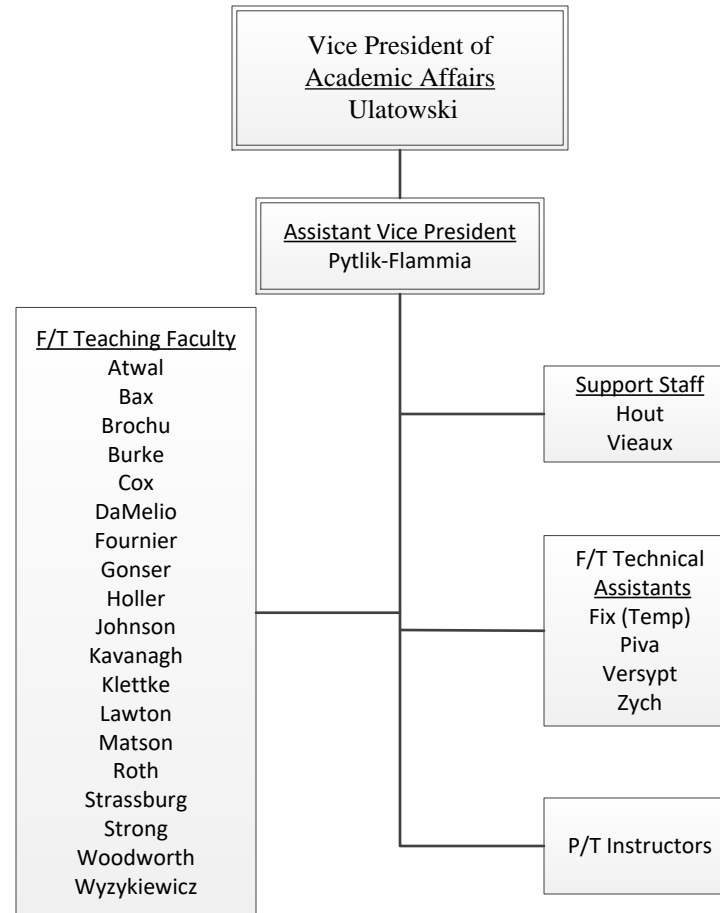 Vice President of
Academic Affairs
Ulatowski
Assistant Vice President
Pytlik-Flammia
F/T Teaching Faculty
Atwal
Bax
Brochu
Burke
Cox
DaMelio
Fournier
Gonser
Holler
Johnson
Kavanagh
Klettke
Lawton
Matson
Roth
Strassburg
Strong
Woodworth
Wyzykiewicz
Support Staff
Hout
Vieaux
F/T Technical
Assistants
Fix (Temp)
Piva
Versypt
Zych
P/T Instructors